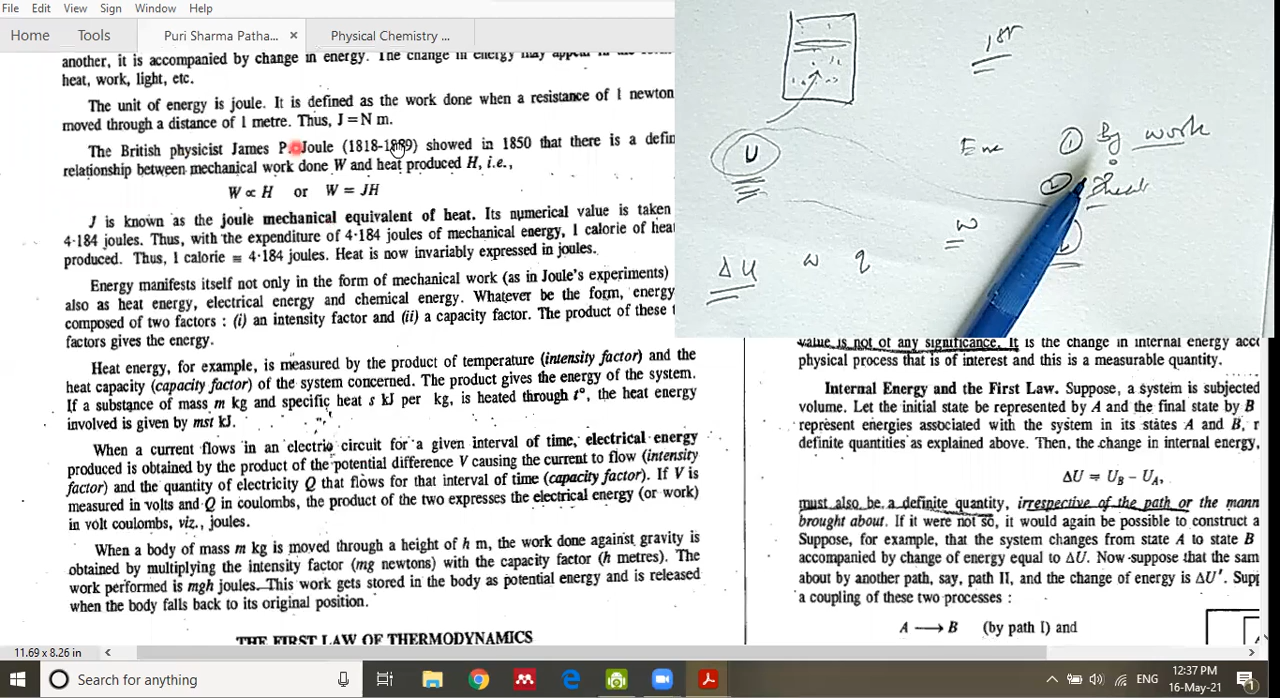 File Edit View Sign Window Help
Home Tools Puri Sharma Patha... × Physical Chemistry ...
another, it is accompanied by change in energy. The change in energy may appear in the
heat, work, light, etc.
The unit of energy is joule. It is defined as the work done when a resistance of 1 newton
moved through a distance of 1 metre. Thus, J = N m.
The British physicist James P. Joule (1818-1889) showed in 1850 that there is a defin
relationship between mechanical work done W and heat produced H, i.e.,
W ∝ H or W = JH
J is known as the joule mechanical equivalent of heat. Its numerical value is taken
4·184 joules. Thus, with the expenditure of 4·184 joules of mechanical energy, 1 calorie of hea
produced. Thus, 1 calorie ≡ 4·184 joules. Heat is now invariably expressed in joules.
Energy manifests itself not only in the form of mechanical work (as in Joule's experiments)
also as heat energy, electrical energy and chemical energy. Whatever be the form, energy
composed of two factors : (i) an intensity factor and (ii) a capacity factor. The product of these t
factors gives the energy.
Heat energy, for example, is measured by the product of temperature (intensity factor) and the
heat capacity (capacity factor) of the system concerned. The product gives the energy of the system.
If a substance of mass m kg and specific heat s kJ per kg, is heated through t°, the heat energy
involved is given by mst kJ.
When a current flows in an electric circuit for a given interval of time, electrical energy
produced is obtained by the product of the potential difference V causing the current to flow (intensity
factor) and the quantity of electricity Q that flows for that interval of time (capacity factor). If V is
measured in volts and Q in coulombs, the product of the two expresses the electrical energy (or work)
in volt coulombs, viz., joules.
When a body of mass m kg is moved through a height of h m, the work done against gravity is
obtained by multiplying the intensity factor (mg newtons) with the capacity factor (h metres). The
work performed is mgh joules. This work gets stored in the body as potential energy and is released
when the body falls back to its original position.
THE FIRST LAW OF THERMODYNAMICS
1st
U
Ene
① By work
② heat
w
ΔU w q
value is not of any significance. It is the change in internal energy acc
physical process that is of interest and this is a measurable quantity.
Internal Energy and the First Law. Suppose, a system is subjected
volume. Let the initial state be represented by A and the final state by B
represent energies associated with the system in its states A and B, r
definite quantities as explained above. Then, the change in internal energy,
ΔU = U_B − U_A,
must also be a definite quantity, irrespective of the path or the mann
brought about. If it were not so, it would again be possible to construct a
Suppose, for example, that the system changes from state A to state B
accompanied by change of energy equal to ΔU. Now suppose that the sam
about by another path, say, path II, and the change of energy is ΔU′. Supp
a coupling of these two processes :
A ⟶ B (by path I) and
11.69 x 8.26 in
Search for anything
ENG
12:37 PM
16-May-21
1